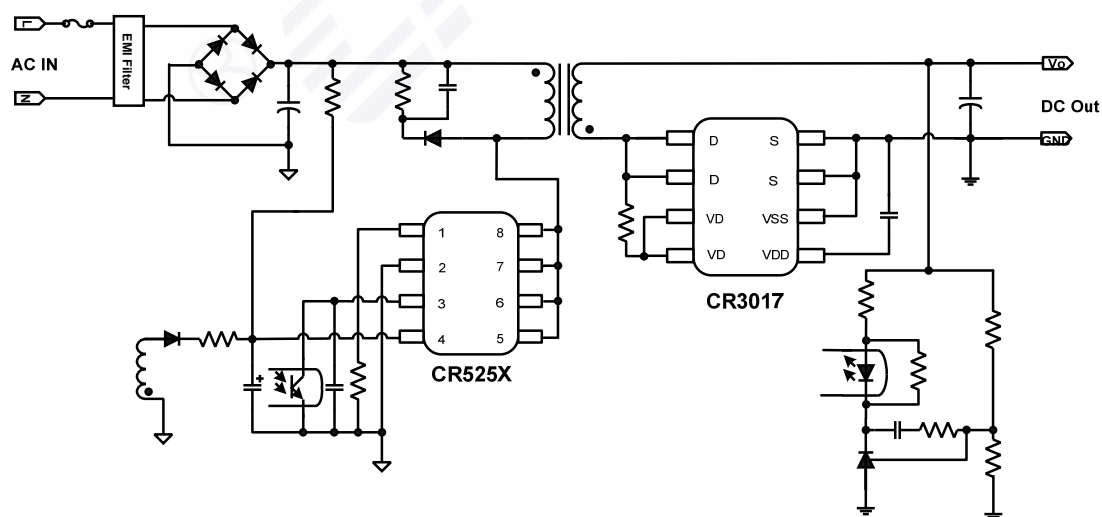 L
AC IN
N
EMI Filter
Vo
DC Out
GND
D S
D S
VD VSS
VD VDD
CR3017
1 8
2 7
3 6
4 5
CR525X
+